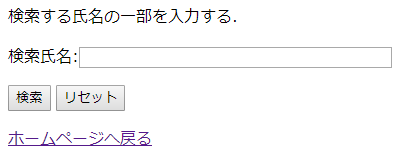 検索する氏名の一部を入力する.
検索氏名:
検索 リセット
ホームページへ戻る